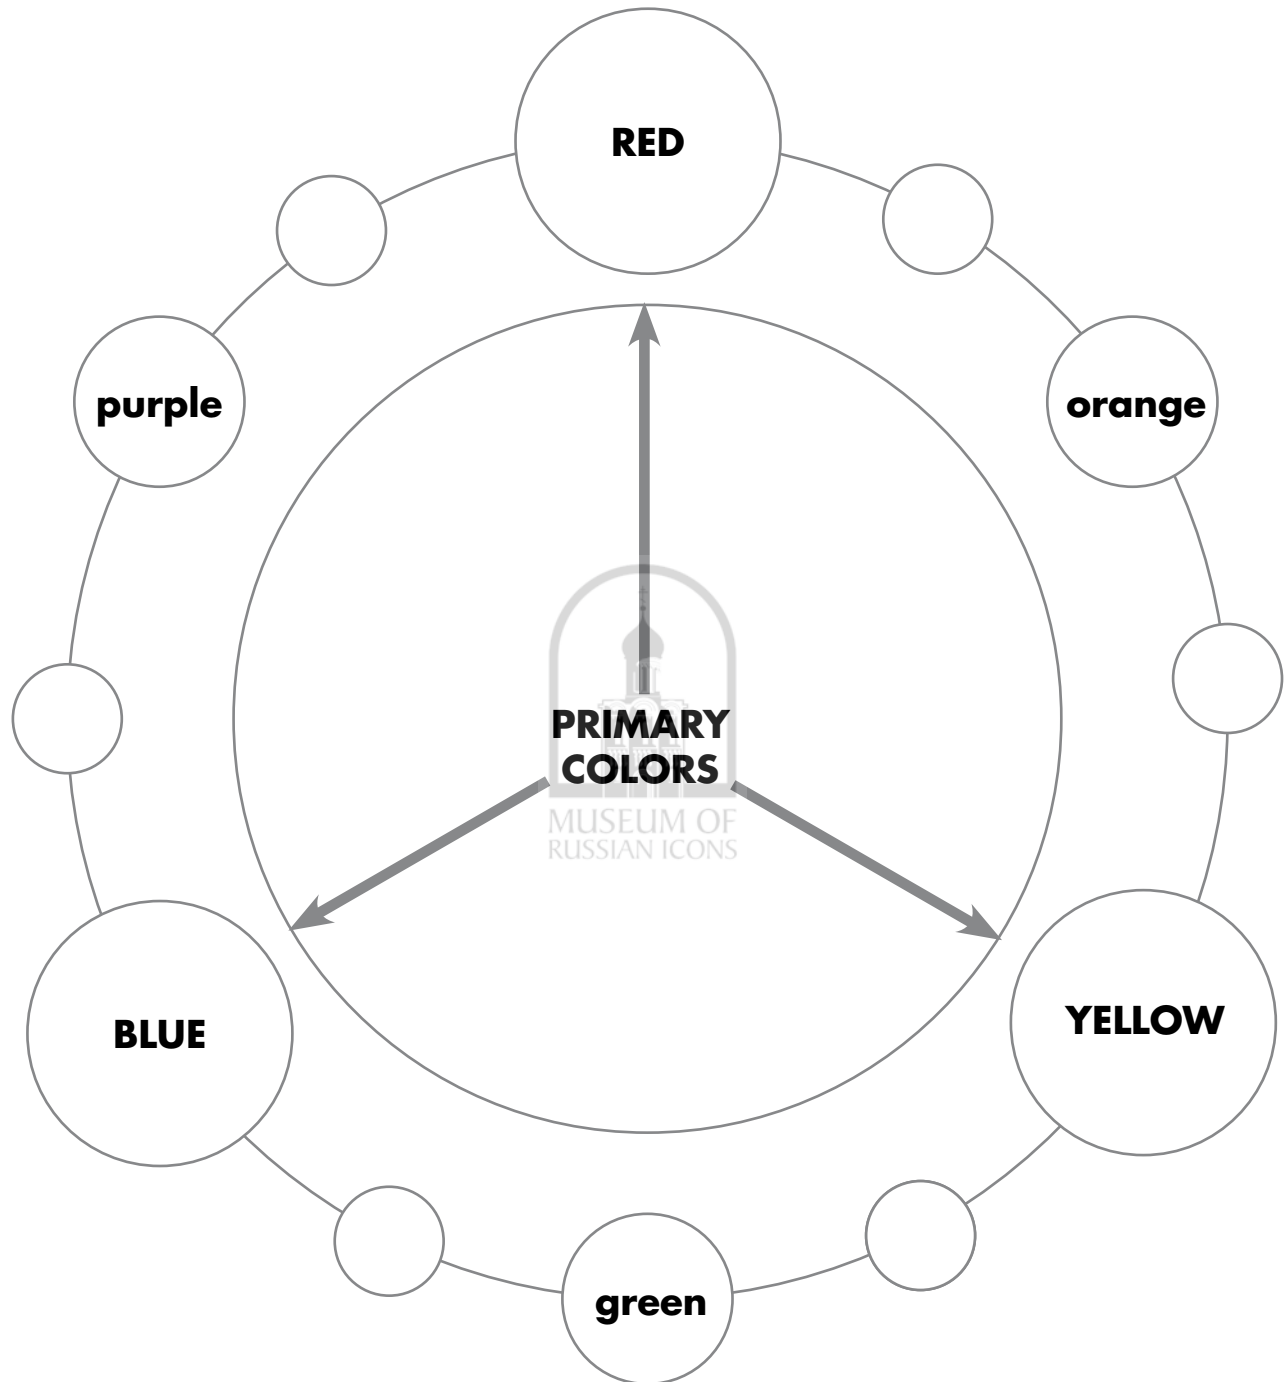 RED
purple
orange
PRIMARY
COLORS
MUSEUM OF
RUSSIAN ICONS
BLUE
YELLOW
green